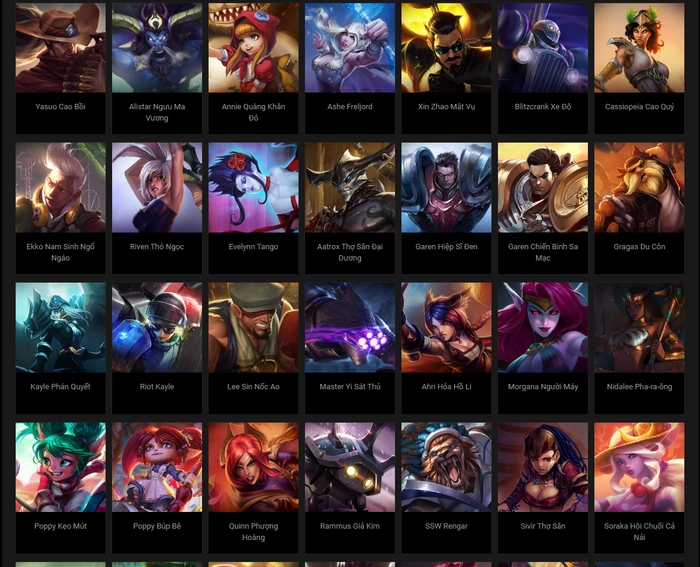 Yasuo Cao Bồi
Alistar Ngưu Ma
Vương
Annie Quàng Khăn
Đỏ
Ashe Freljord
Xin Zhao Mật Vụ
Blitzcrank Xe Độ
Cassiopeia Cao Quý
Ekko Nam Sinh Ngổ
Ngáo
Riven Thỏ Ngọc
Evelynn Tango
Aatrox Thợ Săn Đại
Dương
Garen Hiệp Sĩ Đen
Garen Chiến Binh Sa
Mạc
Gragas Du Côn
Kayle Phán Quyết
Riot Kayle
Lee Sin Nốc Ao
Master Yi Sát Thủ
Ahri Hỏa Hồ Li
Morgana Người Máy
Nidalee Pha-ra-ông
Poppy Kẹo Mút
Poppy Búp Bê
Quinn Phượng
Hoàng
Rammus Giả Kim
SSW Rengar
Sivir Thợ Săn
Soraka Hội Chuối Cả
Nải